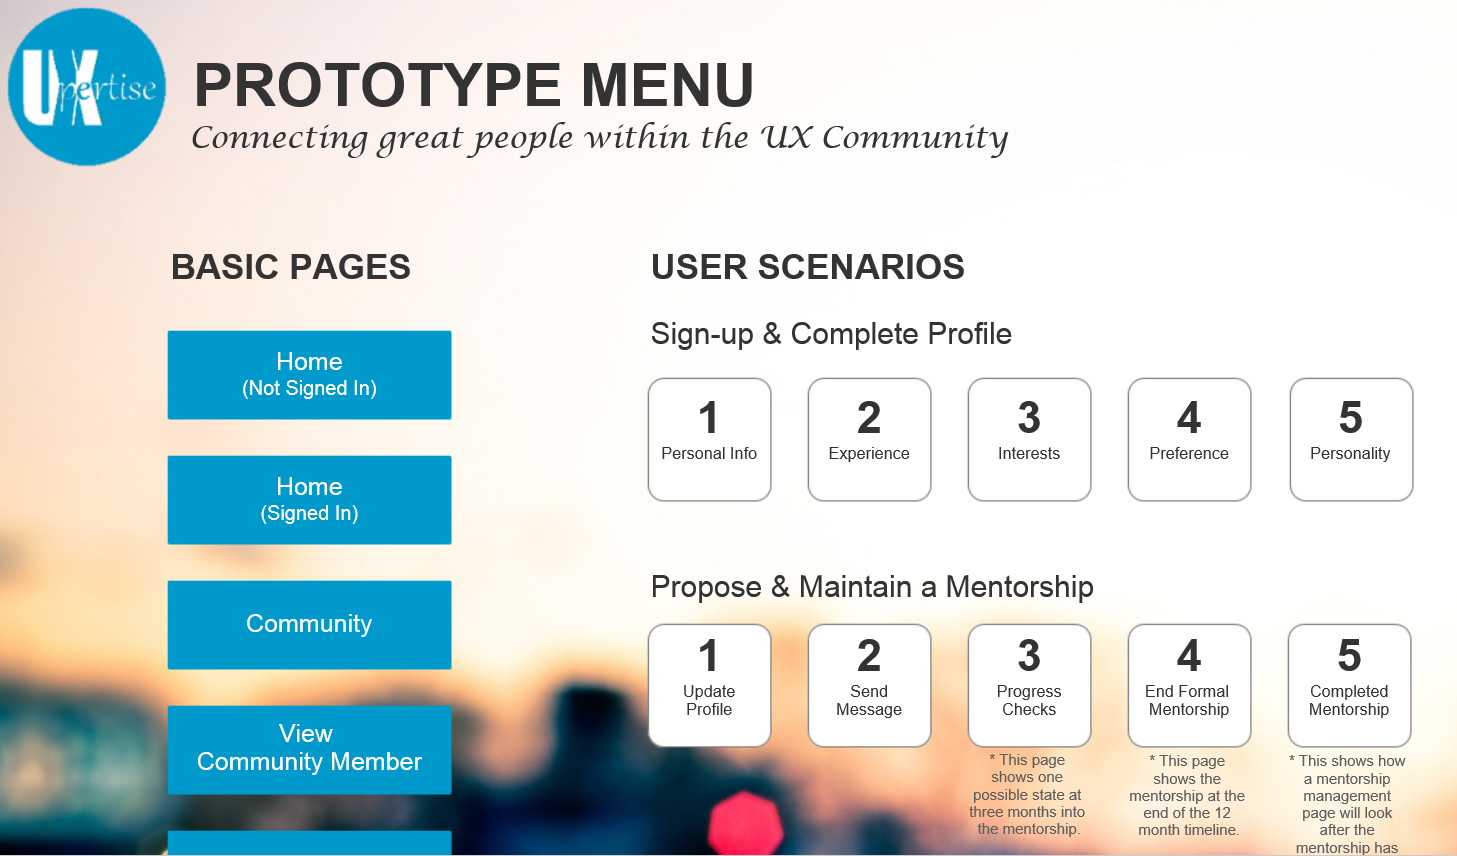 UXpertise
PROTOTYPE MENU
Connecting great people within the UX Community
BASIC PAGES
Home
(Not Signed In)
Home
(Signed In)
Community
View
Community Member
USER SCENARIOS
Sign-up & Complete Profile
1
Personal Info
2
Experience
3
Interests
4
Preference
5
Personality
Propose & Maintain a Mentorship
1
Update
Profile
2
Send
Message
3
Progress
Checks
* This page
shows one
possible state at
three months into
the mentorship.
4
End Formal
Mentorship
* This page
shows the
mentorship at the
end of the 12
month timeline.
5
Completed
Mentorship
* This shows how
a mentorship
management
page will look
after the
mentorship has